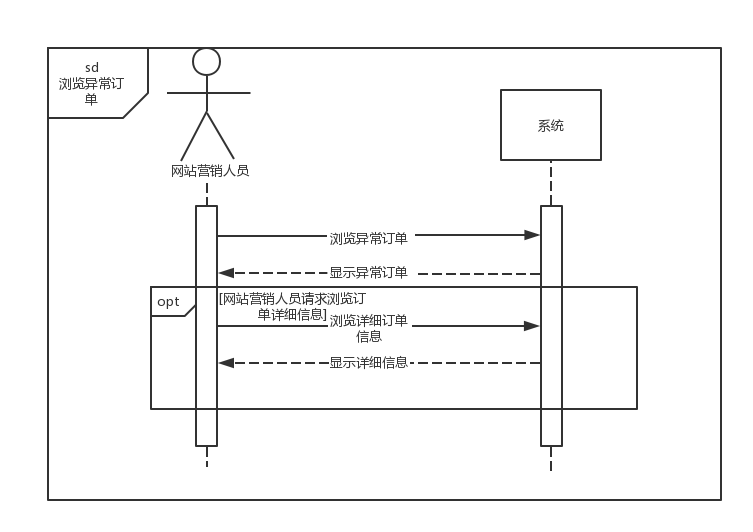 sd
浏览异常订
单
网站营销人员
系统
浏览异常订单
显示异常订单
opt
[网站营销人员请求浏览订
单详细信息]
浏览详细订单
信息
显示详细信息